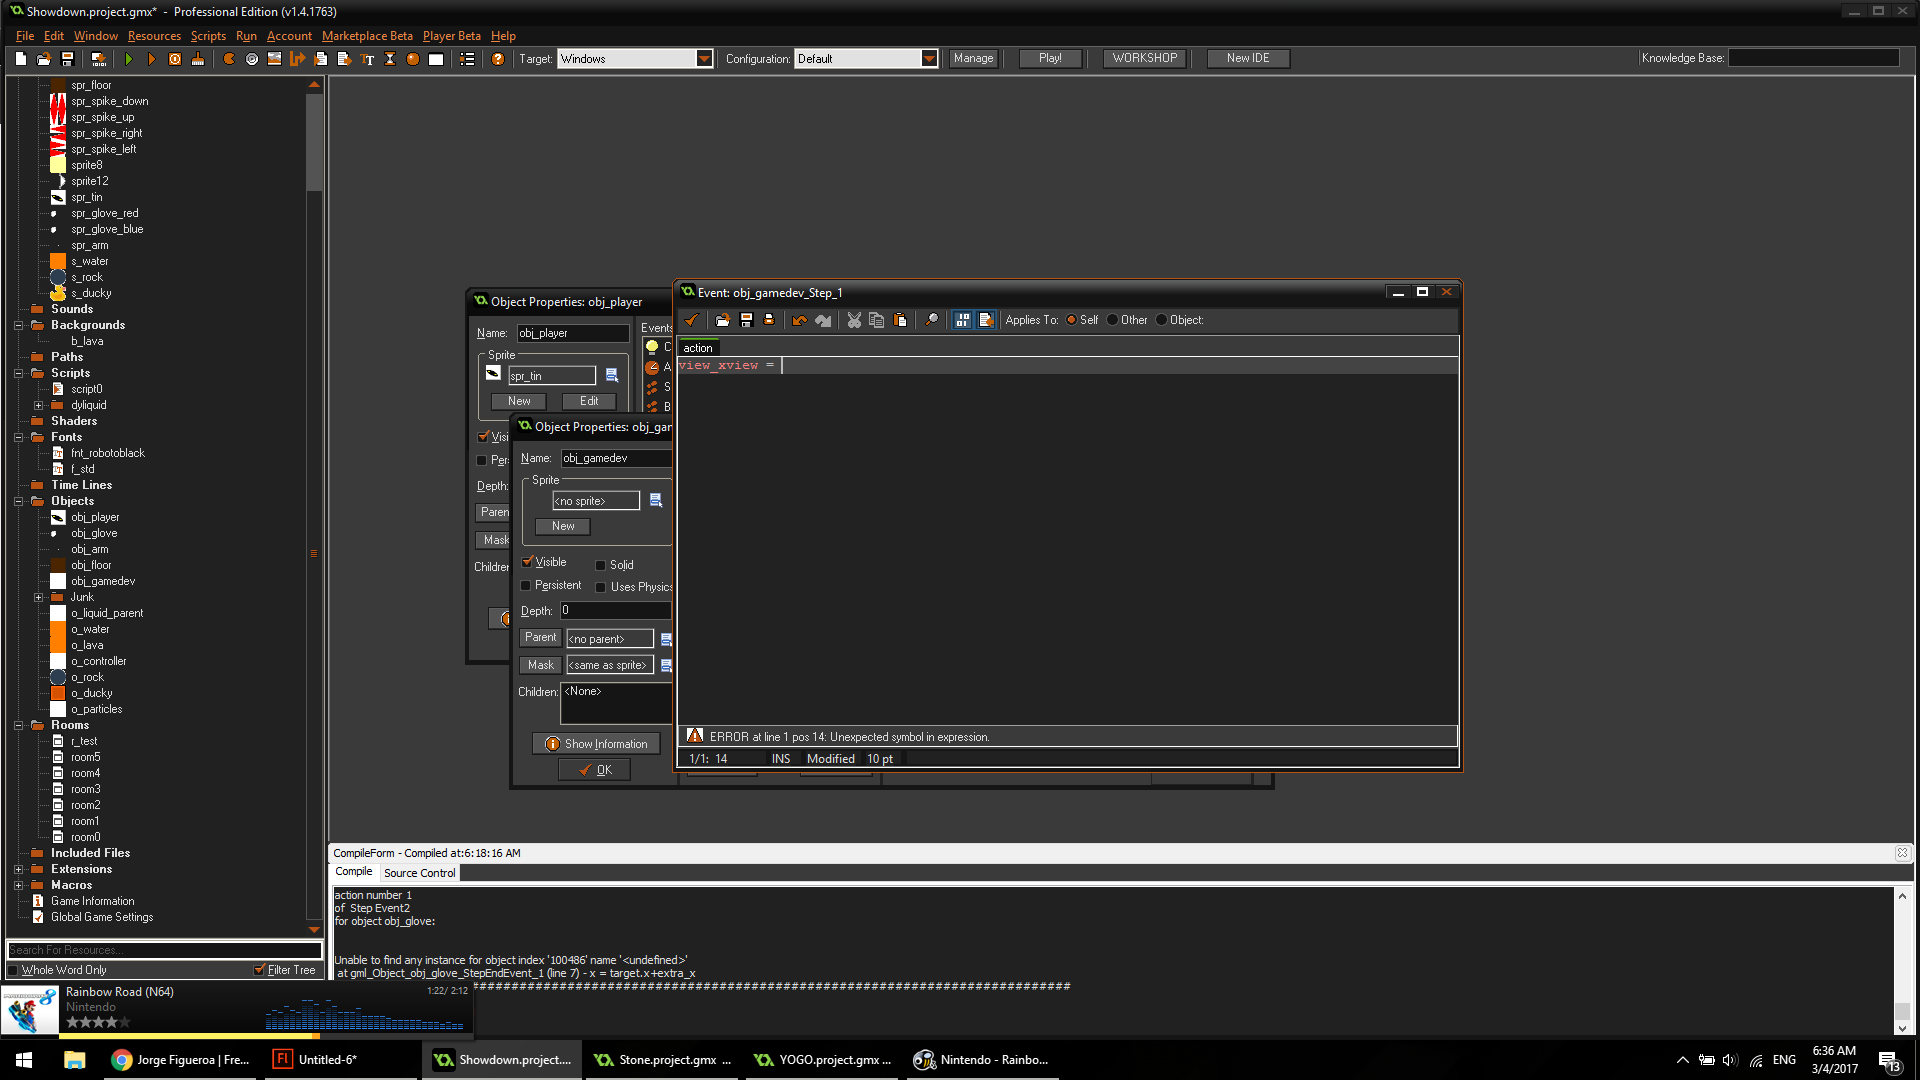 Showdown.project.gmx* - Professional Edition (v1.4.1763)
File Edit Window Resources Scripts Run Account Marketplace Beta Player Beta Help
Target: Windows Configuration: Default Manage Play! WORKSHOP New IDE Knowledge Base:
spr_floor
spr_spike_down
spr_spike_up
spr_spike_right
spr_spike_left
sprite8
sprite12
spr_tin
spr_glove_red
spr_glove_blue
spr_arm
s_water
s_rock
s_ducky
Sounds
Backgrounds
b_lava
Paths
Scripts
script0
dyliquid
Shaders
Fonts
fnt_robotoblack
f_std
Time Lines
Objects
obj_player
obj_glove
obj_arm
obj_floor
obj_gamedev
Junk
o_liquid_parent
o_water
o_lava
o_controller
o_rock
o_ducky
o_particles
Rooms
r_test
room5
room4
room3
room2
room1
room0
Included Files
Extensions
Macros
Game Information
Global Game Settings
Search For Resources...
Whole Word Only Filter Tree
Object Properties: obj_player
Name: obj_player
Events
Sprite
spr_tin
New Edit
C
A
S
B
Visi
Per
Depth:
Paren
Mask
Childre
Object Properties: obj_gam
Name: obj_gamedev
Sprite
<no sprite>
New
Visible Solid
Persistent Uses Physic
Depth: 0
Parent <no parent>
Mask <same as sprite>
Children: <None>
Show Information
OK
Event: obj_gamedev_Step_1
Applies To: Self Other Object:
action
view_xview =
ERROR at line 1 pos 14: Unexpected symbol in expression.
1/1: 14 INS Modified 10 pt
CompileForm - Compiled at:6:18:16 AM
Compile Source Control
action number 1
of Step Event2
for object obj_glove:
Unable to find any instance for object index '100486' name '<undefined>'
at gml_Object_obj_glove_StepEndEvent_1 (line 7) - x = target.x+extra_x
Rainbow Road (N64) 1:22/ 2:12
Nintendo
Jorge Figueroa | Fre...
Untitled-6*
Showdown.project....
Stone.project.gmx ...
YOGO.project.gmx ...
Nintendo - Rainbo...
ENG
6:36 AM
3/4/2017
13